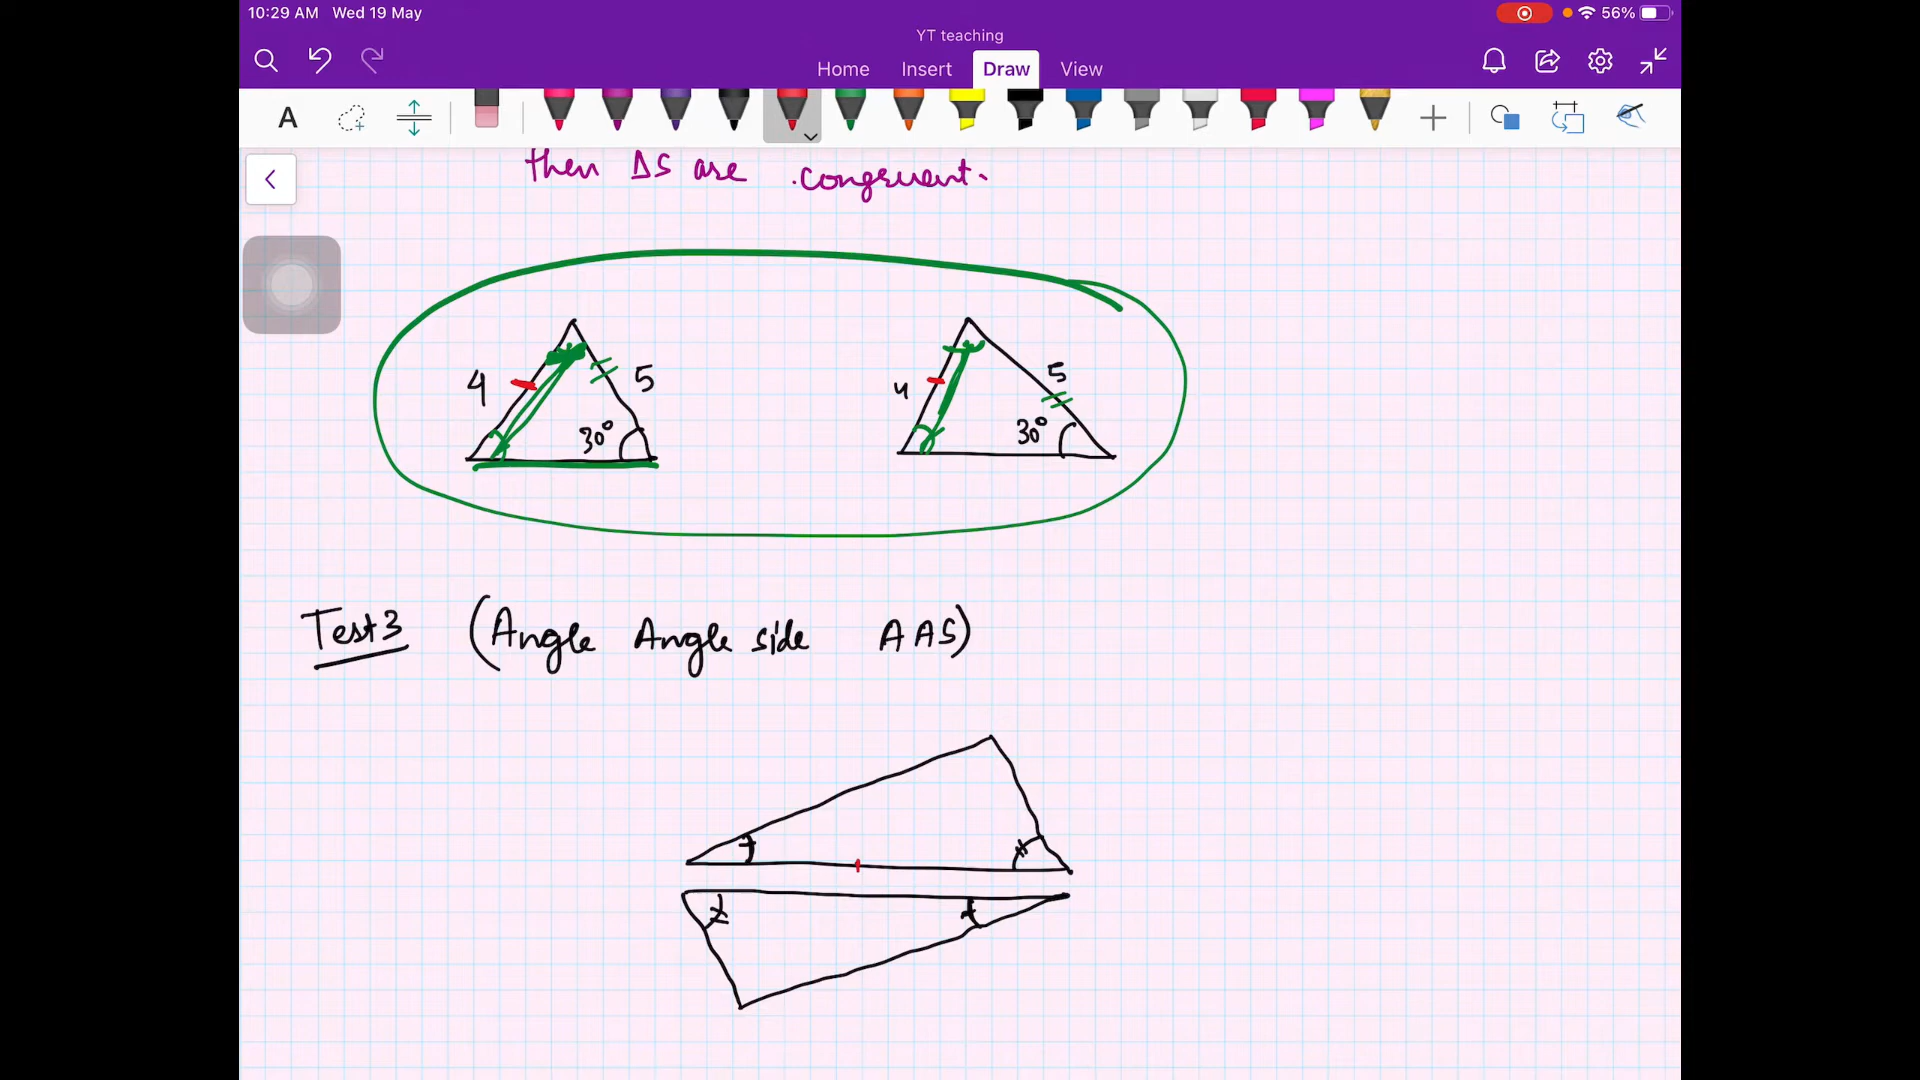 10:29 AM Wed 19 May
56%
YT teaching
Home Insert Draw View
A
then ΔS are congruent.
4 5 30°
4 5 30°
Test 3 (Angle Angle side AAS)